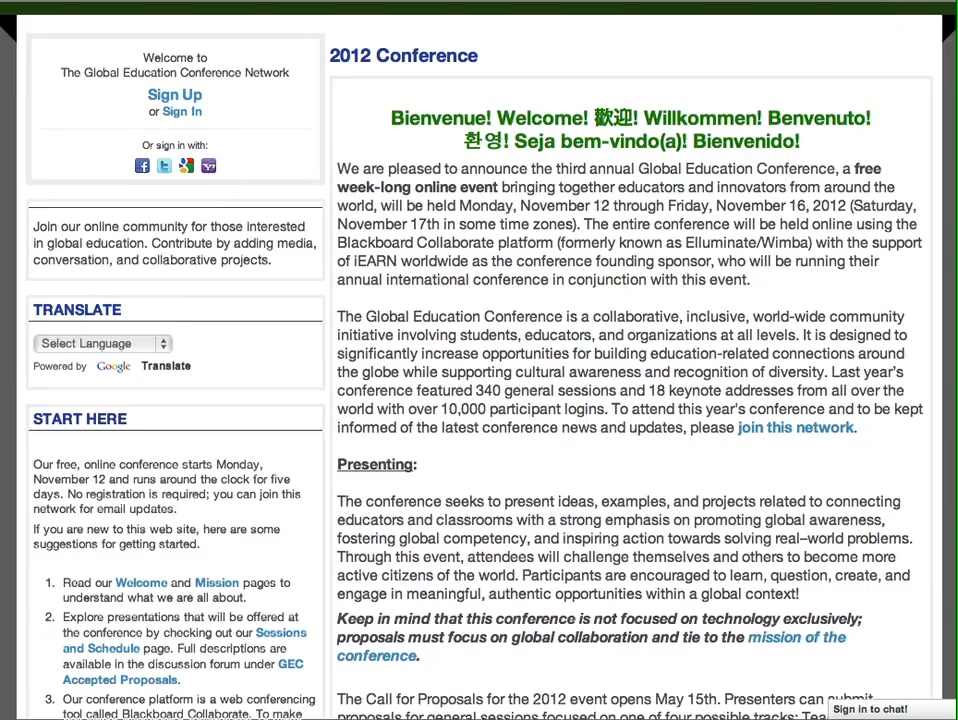 Welcome to
The Global Education Conference Network
Sign Up
or Sign In
Or sign in with:
Join our online community for those interested
in global education. Contribute by adding media,
conversation, and collaborative projects.
TRANSLATE
Select Language
Powered by Google Translate
START HERE
Our free, online conference starts Monday,
November 12 and runs around the clock for five
days. No registration is required; you can join this
network for email updates.
If you are new to this web site, here are some
suggestions for getting started.
1. Read our Welcome and Mission pages to
understand what we are all about.
2. Explore presentations that will be offered at
the conference by checking out our Sessions
and Schedule page. Full descriptions are
available in the discussion forum under GEC
Accepted Proposals.
3. Our conference platform is a web conferencing
tool called Blackboard Collaborate. To make
2012 Conference
Bienvenue! Welcome! 歡迎! Willkommen! Benvenuto!
환영! Seja bem-vindo(a)! Bienvenido!
We are pleased to announce the third annual Global Education Conference, a free
week-long online event bringing together educators and innovators from around the
world, will be held Monday, November 12 through Friday, November 16, 2012 (Saturday,
November 17th in some time zones). The entire conference will be held online using the
Blackboard Collaborate platform (formerly known as Elluminate/Wimba) with the support
of iEARN worldwide as the conference founding sponsor, who will be running their
annual international conference in conjunction with this event.
The Global Education Conference is a collaborative, inclusive, world-wide community
initiative involving students, educators, and organizations at all levels. It is designed to
significantly increase opportunities for building education-related connections around
the globe while supporting cultural awareness and recognition of diversity. Last year's
conference featured 340 general sessions and 18 keynote addresses from all over the
world with over 10,000 participant logins. To attend this year's conference and to be kept
informed of the latest conference news and updates, please join this network.
Presenting:
The conference seeks to present ideas, examples, and projects related to connecting
educators and classrooms with a strong emphasis on promoting global awareness,
fostering global competency, and inspiring action towards solving real–world problems.
Through this event, attendees will challenge themselves and others to become more
active citizens of the world. Participants are encouraged to learn, question, create, and
engage in meaningful, authentic opportunities within a global context!
Keep in mind that this conference is not focused on technology exclusively;
proposals must focus on global collaboration and tie to the mission of the
conference.
The Call for Proposals for the 2012 event opens May 15th. Presenters can submit
proposals for general sessions focused on one of four possible tracks:
Sign in to chat!